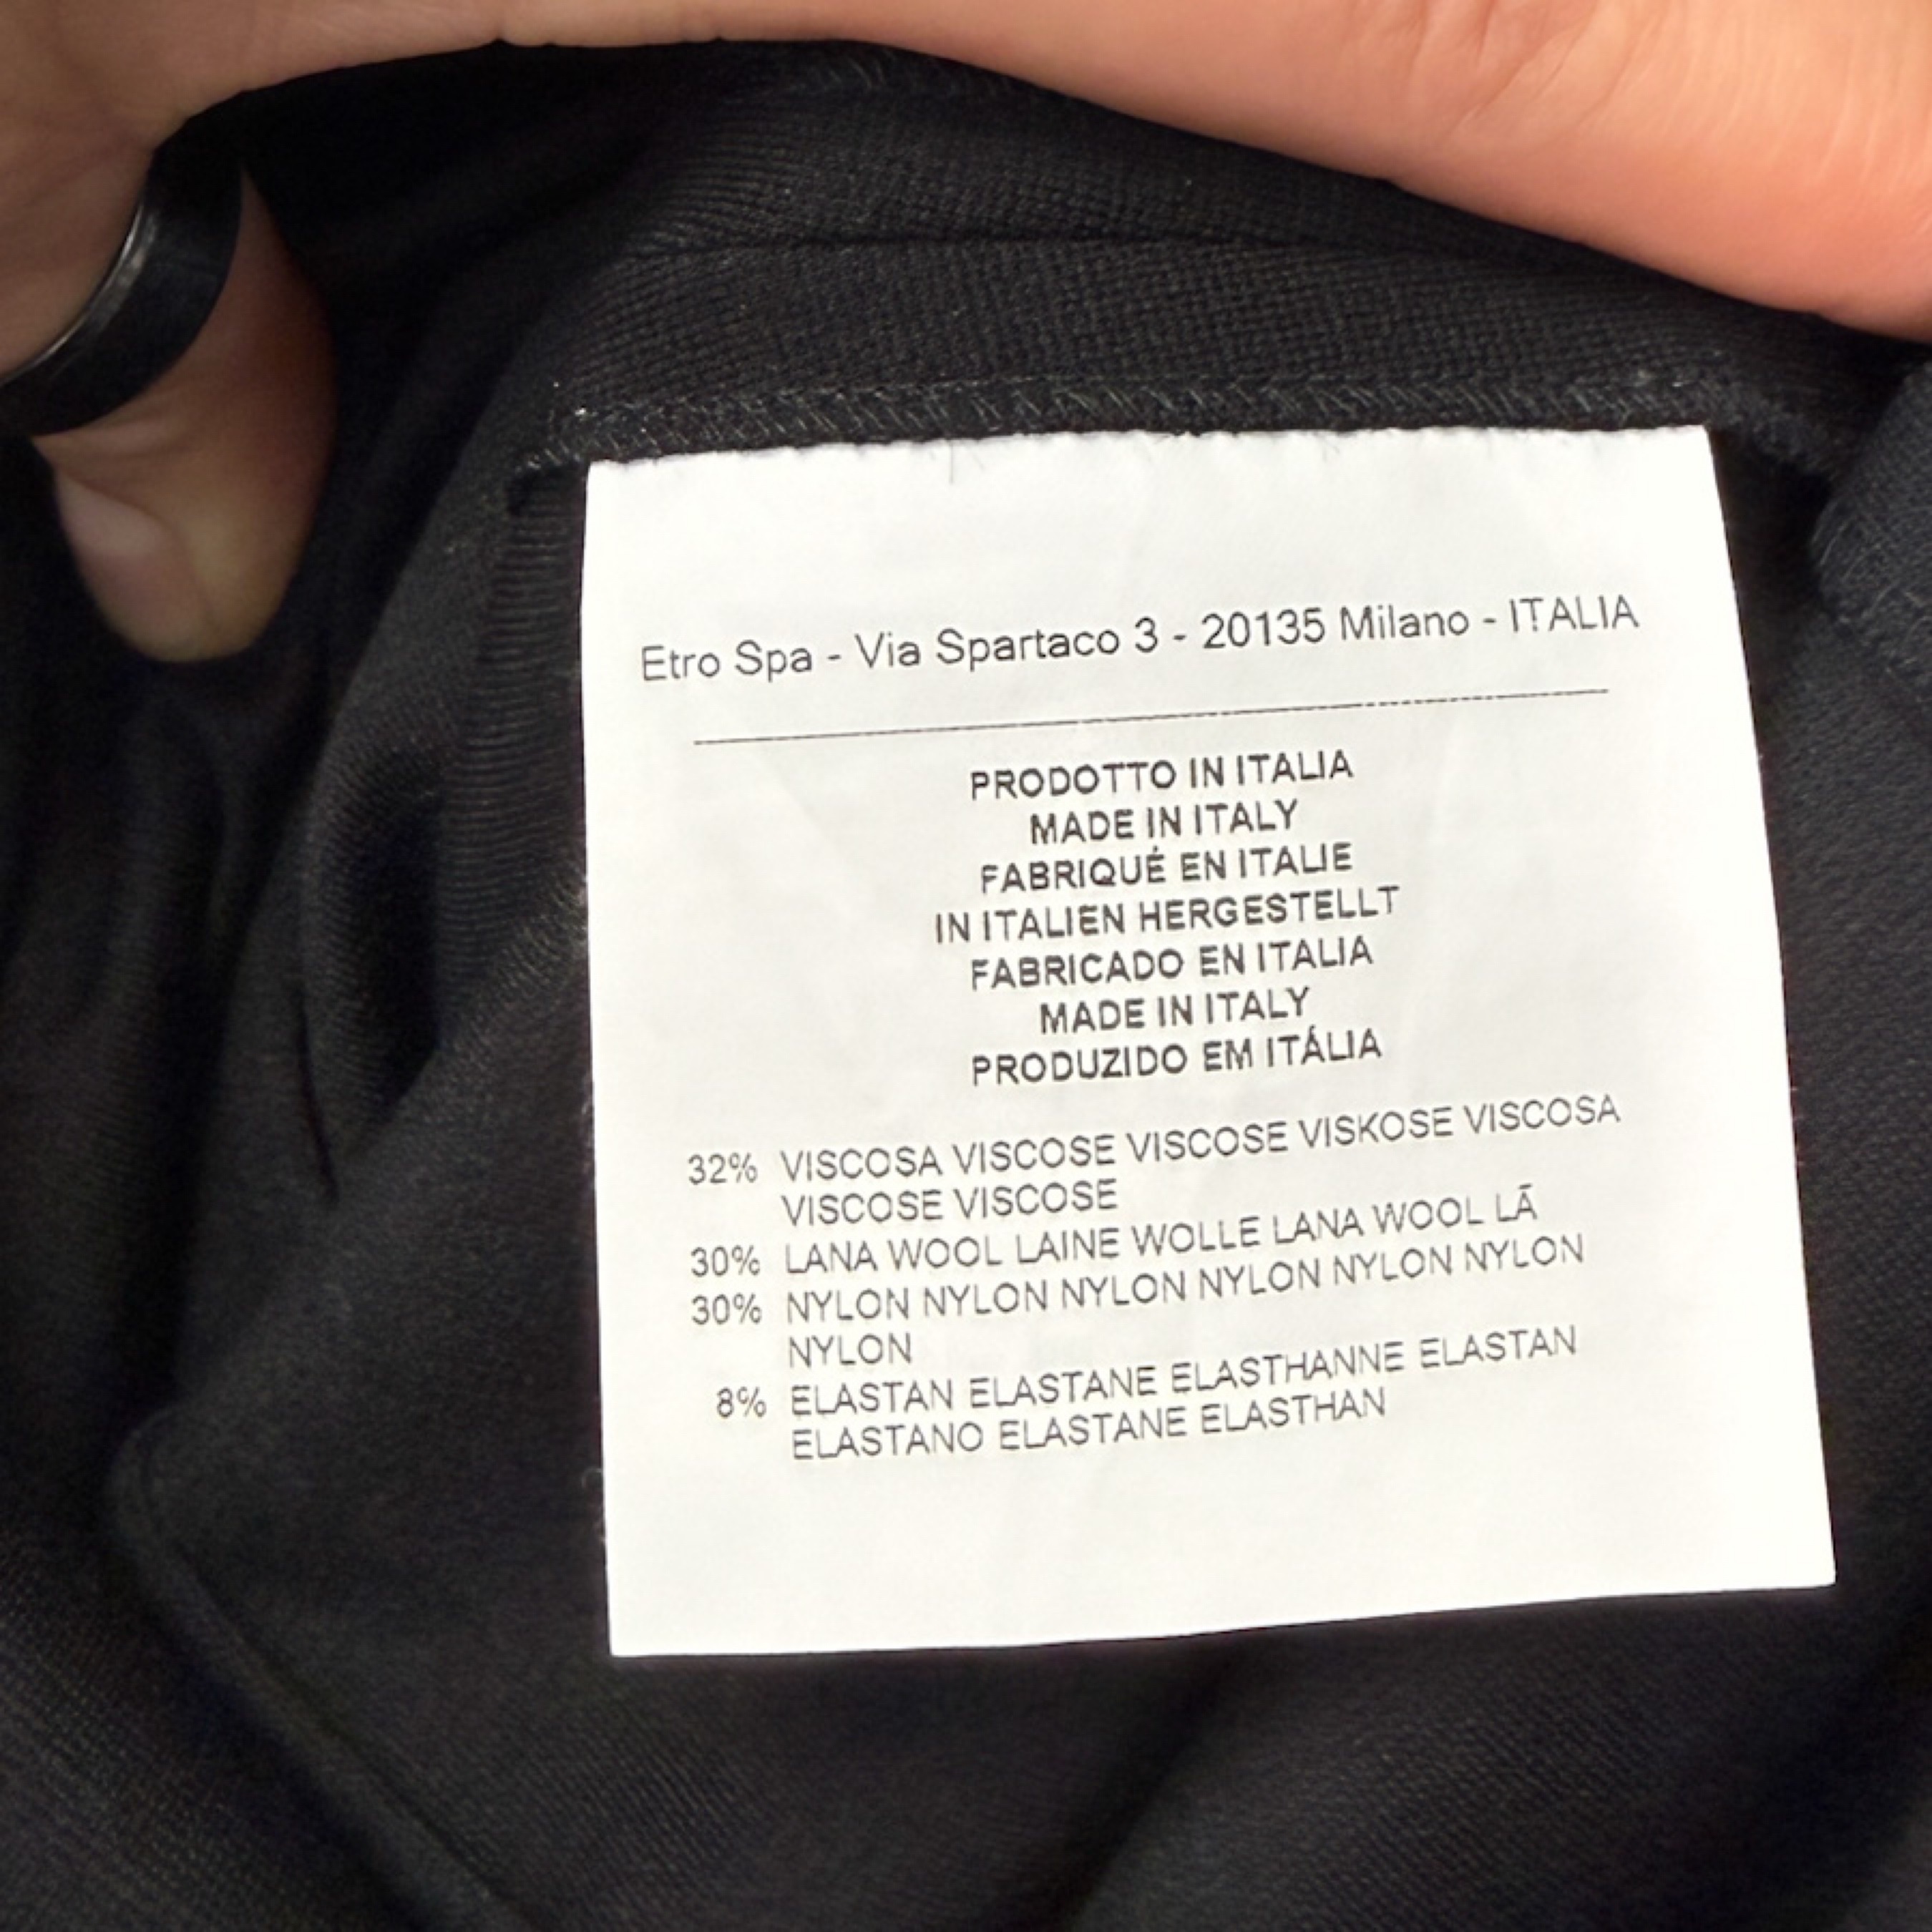 Etro Spa - Via Spartaco 3 - 20135 Milano - ITALIA
PRODOTTO IN ITALIA
MADE IN ITALY
FABRIQUÉ EN ITALIE
IN ITALIEN HERGESTELLT
FABRICADO EN ITALIA
MADE IN ITALY
PRODUZIDO EM ITÁLIA
32% VISCOSA VISCOSE VISCOSE VISKOSE VISCOSA
VISCOSE VISCOSE
30% LANA WOOL LAINE WOLLE LANA WOOL LÃ
30% NYLON NYLON NYLON NYLON NYLON NYLON
NYLON
8% ELASTAN ELASTANE ELASTHANNE ELASTAN
ELASTANO ELASTANE ELASTHAN